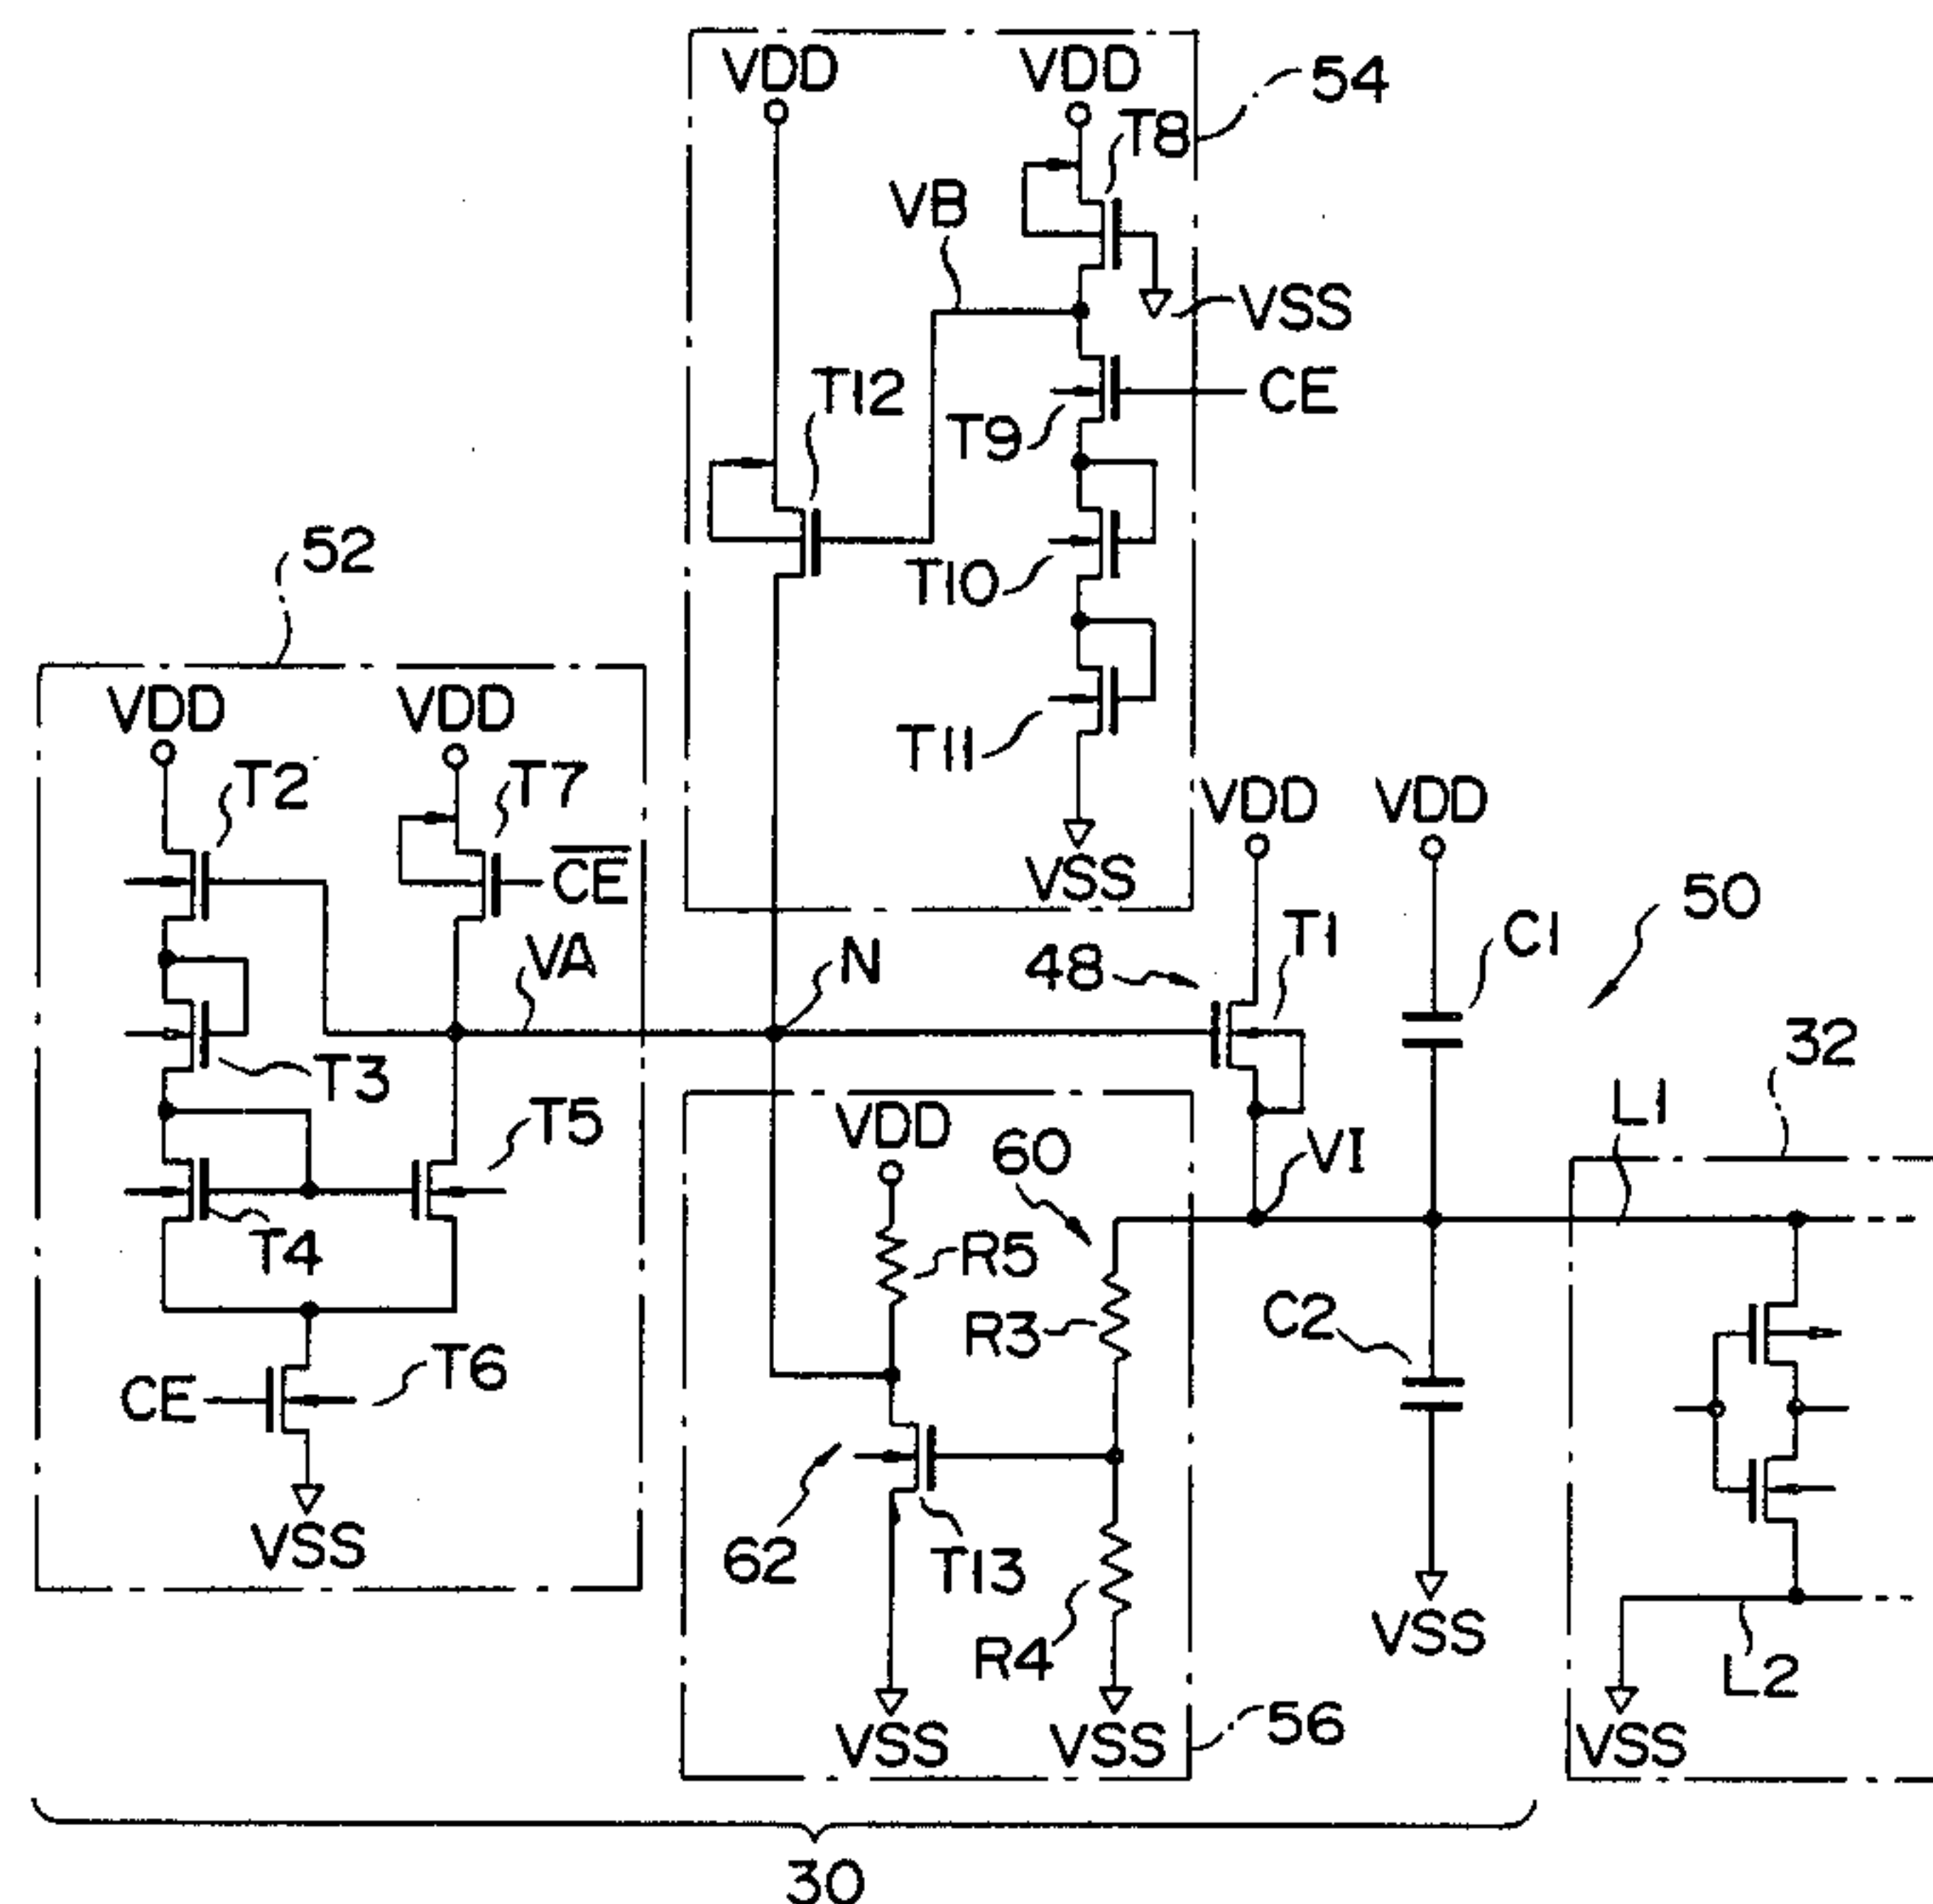 VDD
VDD
54
T8
VB
VSS
T12
CE
T9
52
T10
T11
VDD
VDD
T2
T7
VDD
VDD
VSS
C̅E̅
50
T1
C1
VA
N
48
32
T3
L1
VDD
60
VI
T5
R5
T4
R3
C2
T6
CE
62
T13
VSS
R4
VSS
L2
VSS
VSS
56
VSS
30